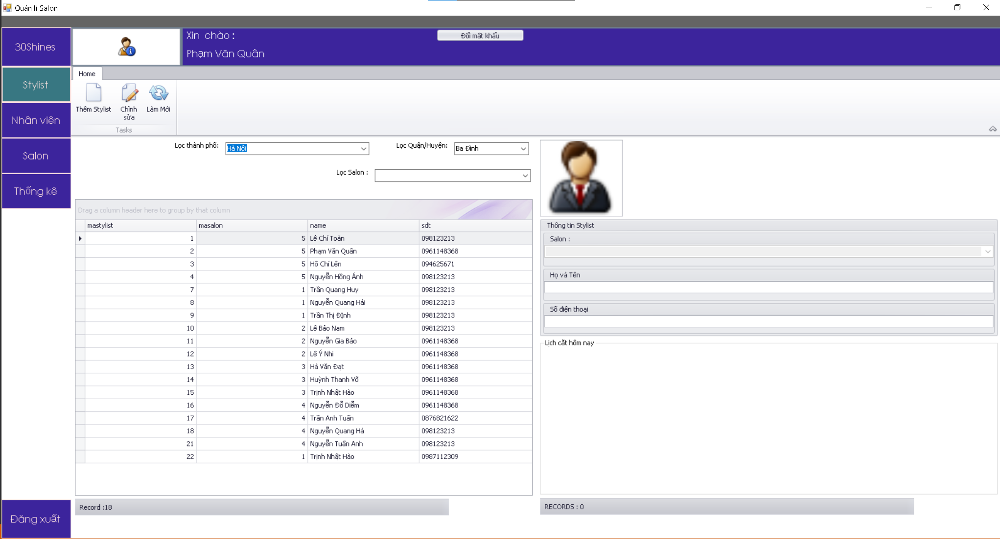 Quản lí Salon
30Shines
Stylist
Nhân viên
Salon
Thống kê
Đăng xuất
Xin chào :
Phạm Văn Quân
Đổi mật khẩu
Home
Thêm Stylist
Chỉnh sửa
Làm Mới
Tasks
Lọc thành phố: Hà Nội
Lọc Quận/Huyện: Ba Đình
Lọc Salon :
Drag a column header here to group by that column
mastylist masalon name sdt
1 5 Lê Chí Toàn 098123213
2 5 Phạm Văn Quân 0961148368
3 5 Hồ Chí Lên 094625671
4 5 Nguyễn Hồng Ánh 098123213
7 1 Trần Quang Huy 098123213
8 1 Nguyễn Quang Hải 098123213
9 1 Trần Thị ĐỊnh 098123213
10 2 Lê Bảo Nam 098123213
11 2 Nguyễn Gia Bảo 0961148368
12 2 Lê Ý Nhi 0961148368
13 3 Hà Văn Đạt 0961148368
14 3 Huỳnh Thanh Võ 0961148368
15 3 Trịnh Nhật Hào 0961148368
16 4 Nguyễn Đỗ Diễm 0961148368
17 4 Trần Anh Tuấn 0876821622
18 4 Nguyễn Quang Hà 098123213
21 4 Nguyễn Tuấn Anh 098123213
22 1 Trịnh Nhật Hào 0987112309
Record :18
Thông tin Stylist
Salon :
Họ và Tên
Số điện thoại
Lịch cắt hôm nay
RECORDS : 0